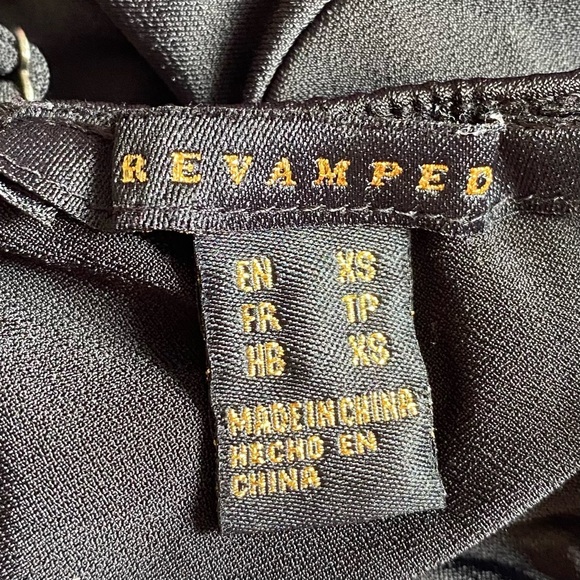 REVAMPED
EN XS
FR TP
HB XS
MADE IN CHINA
HECHO EN
CHINA